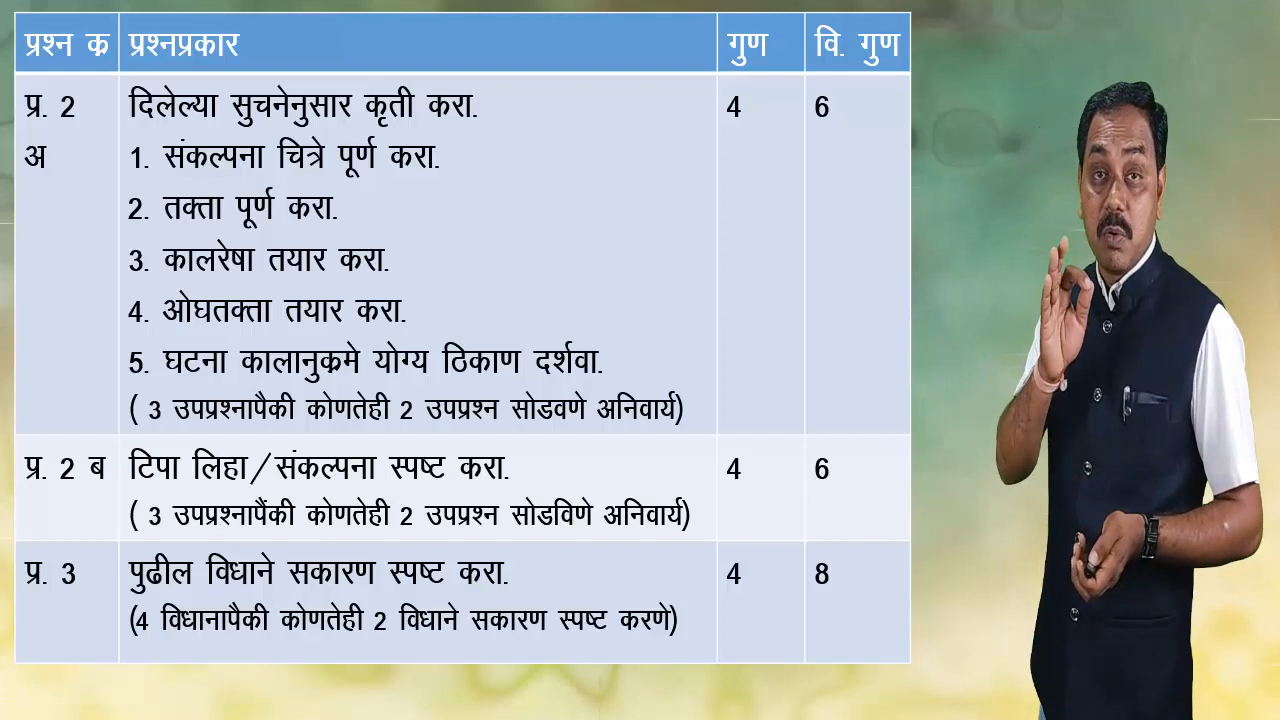 प्रश्न क्र प्रश्नप्रकार गुण वि. गुण
प्र. 2 दिलेल्या सुचनेनुसार कृती करा. 4 6
अ 1. संकल्पना चित्रे पूर्ण करा.
2. तक्ता पूर्ण करा.
3. कालरेषा तयार करा.
4. ओघतक्ता तयार करा.
5. घटना कालानुक्रमे योग्य ठिकाण दर्शवा.
( 3 उपप्रश्नापैकी कोणतेही 2 उपप्रश्न सोडवणे अनिवार्य)
प्र. 2 ब टिपा लिहा/संकल्पना स्पष्ट करा. 4 6
( 3 उपप्रश्नापैंकी कोणतेही 2 उपप्रश्न सोडविणे अनिवार्य)
प्र. 3 पुढील विधाने सकारण स्पष्ट करा. 4 8
(4 विधानापैकी कोणतेही 2 विधाने सकारण स्पष्ट करणे)